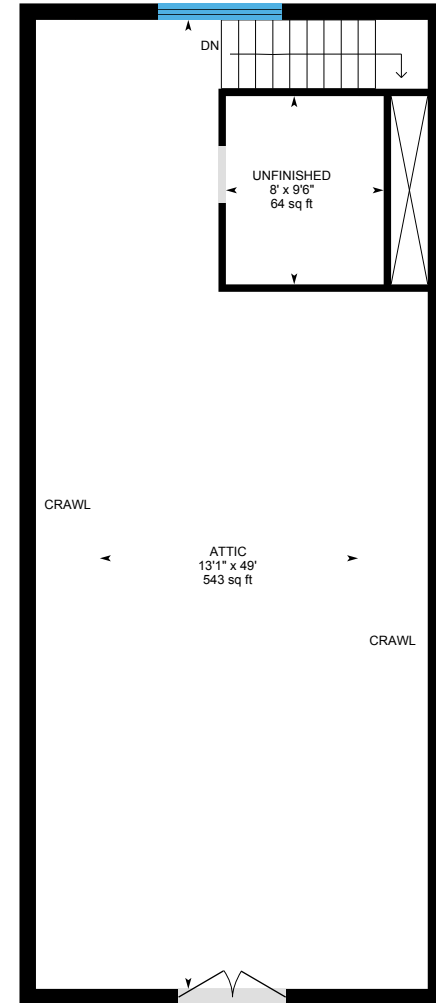 DN
UNFINISHED
8' x 9'6"
64 sq ft
CRAWL
ATTIC
13'1" x 49'
543 sq ft
CRAWL